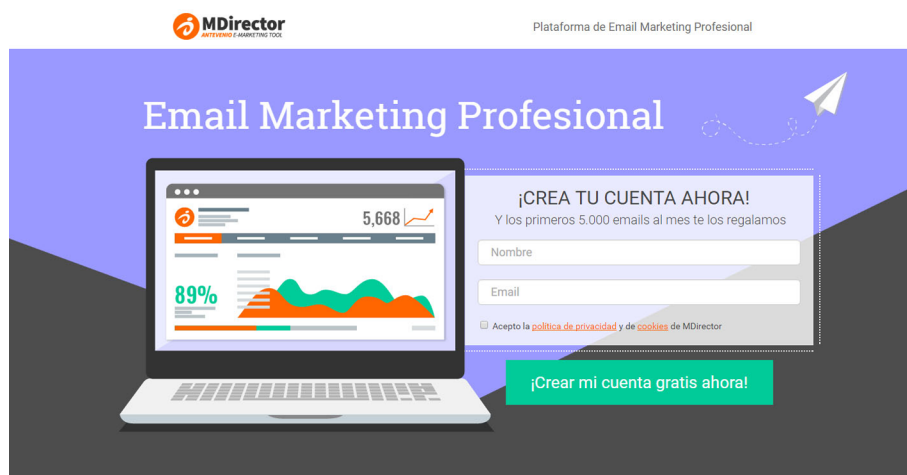 MDirector
ANTEVENIO E-MARKETING TOOL
Plataforma de Email Marketing Profesional
Email Marketing Profesional
5,668
89%
¡CREA TU CUENTA AHORA!
Y los primeros 5.000 emails al mes te los regalamos
Nombre
Email
Acepto la política de privacidad y de cookies de MDirector
¡Crear mi cuenta gratis ahora!